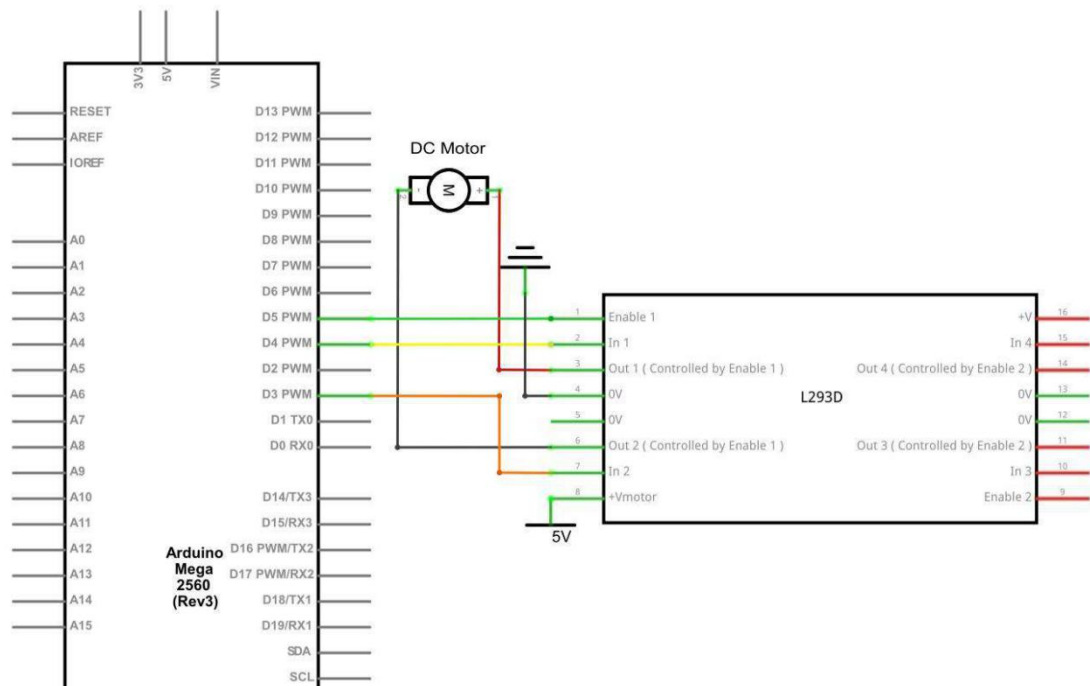 3V3
5V
VIN
RESET
AREF
IOREF
A0
A1
A2
A3
A4
A5
A6
A7
A8
A9
A10
A11
A12
A13
A14
A15
D13 PWM
D12 PWM
D11 PWM
D10 PWM
D9 PWM
D8 PWM
D7 PWM
D6 PWM
D5 PWM
D4 PWM
D2 PWM
D3 PWM
D1 TX0
D0 RX0
D14/TX3
D15/RX3
D16 PWM/TX2
D17 PWM/RX2
D18/TX1
D19/RX1
SDA
SCL
Arduino
Mega
2560
(Rev3)
DC Motor
2
-
M
+
1
1 Enable 1
2 In 1
3 Out 1 ( Controlled by Enable 1 )
4 0V
5 0V
6 Out 2 ( Controlled by Enable 1 )
7 In 2
8 +Vmotor
5V
L293D
+V 16
In 4 15
Out 4 ( Controlled by Enable 2 ) 14
0V 13
0V 12
Out 3 ( Controlled by Enable 2 ) 11
In 3 10
Enable 2 9